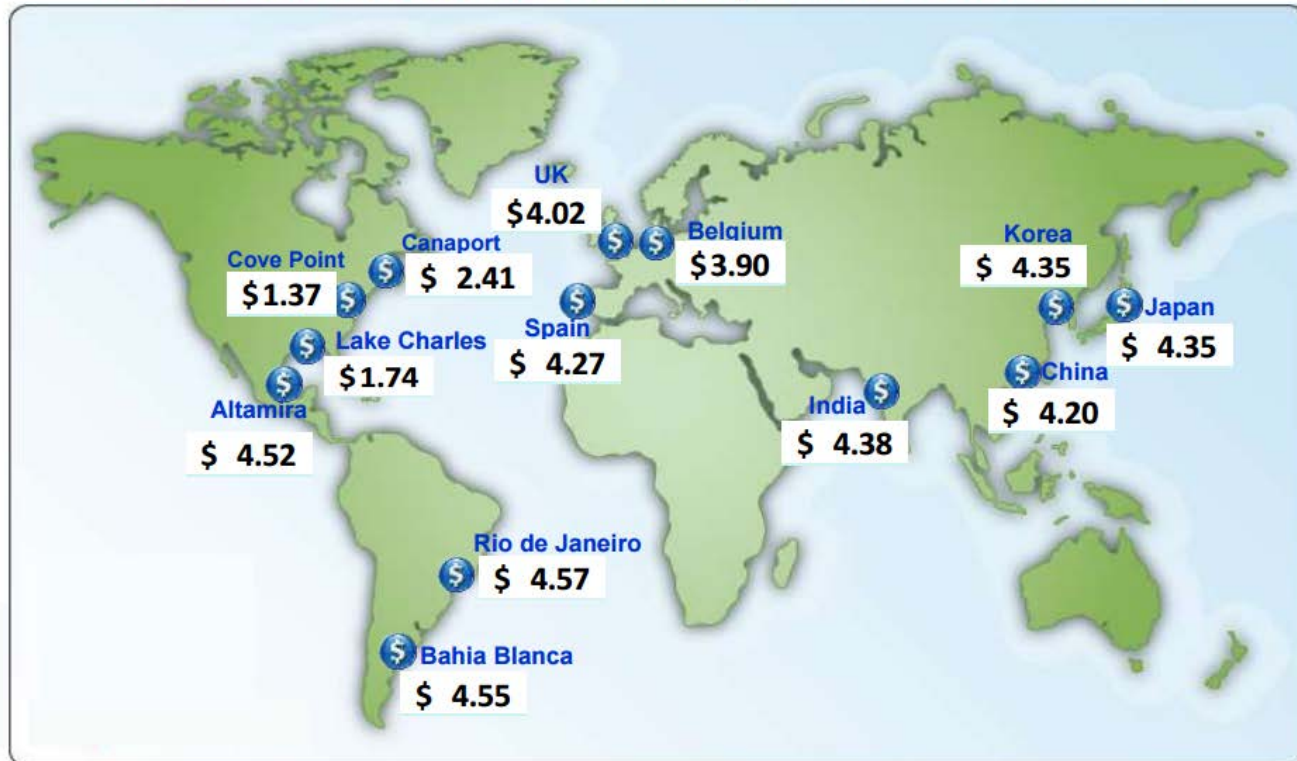 UK
$4.02
Belgium
$3.90
Korea
$ 4.35
Canaport
$ 2.41
Cove Point
$1.37
Japan
$ 4.35
Spain
$ 4.27
Lake Charles
$1.74
China
$ 4.20
India
$ 4.38
Altamira
$ 4.52
Rio de Janeiro
$ 4.57
Bahia Blanca
$ 4.55